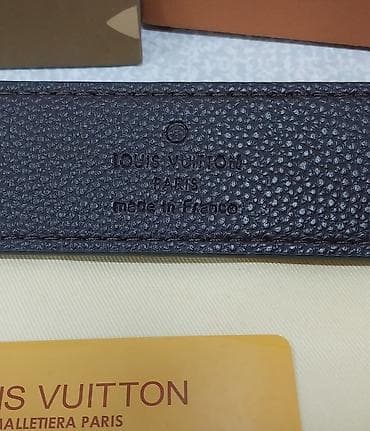 LOUIS VUITTON
PARIS
made in France
IS VUITTON
MALLETIERA PARIS